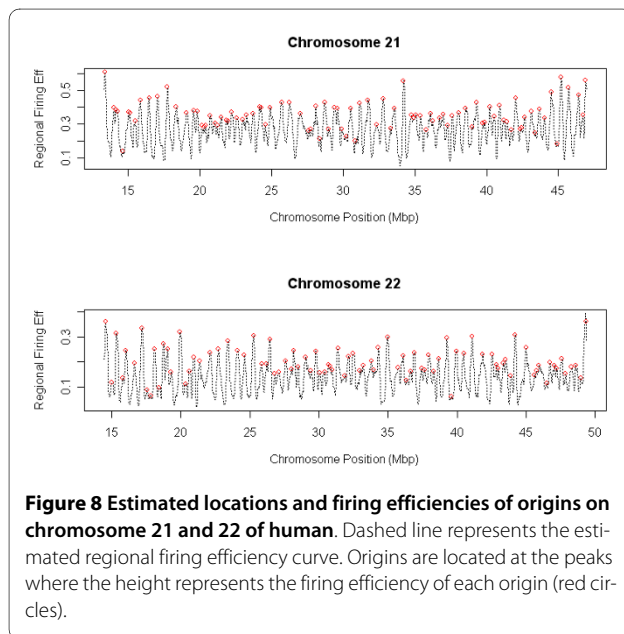 Chromosome 21
Regional Firing Eff
0.5
0.3
0.1
15 20 25 30 35 40 45
Chromosome Position (Mbp)
Chromosome 22
Regional Firing Eff
0.3
0.1
15 20 25 30 35 40 45 50
Chromosome Position (Mbp)
Figure 8 Estimated locations and firing efficiencies of origins on
chromosome 21 and 22 of human. Dashed line represents the esti-
mated regional firing efficiency curve. Origins are located at the peaks
where the height represents the firing efficiency of each origin (red cir-
cles).